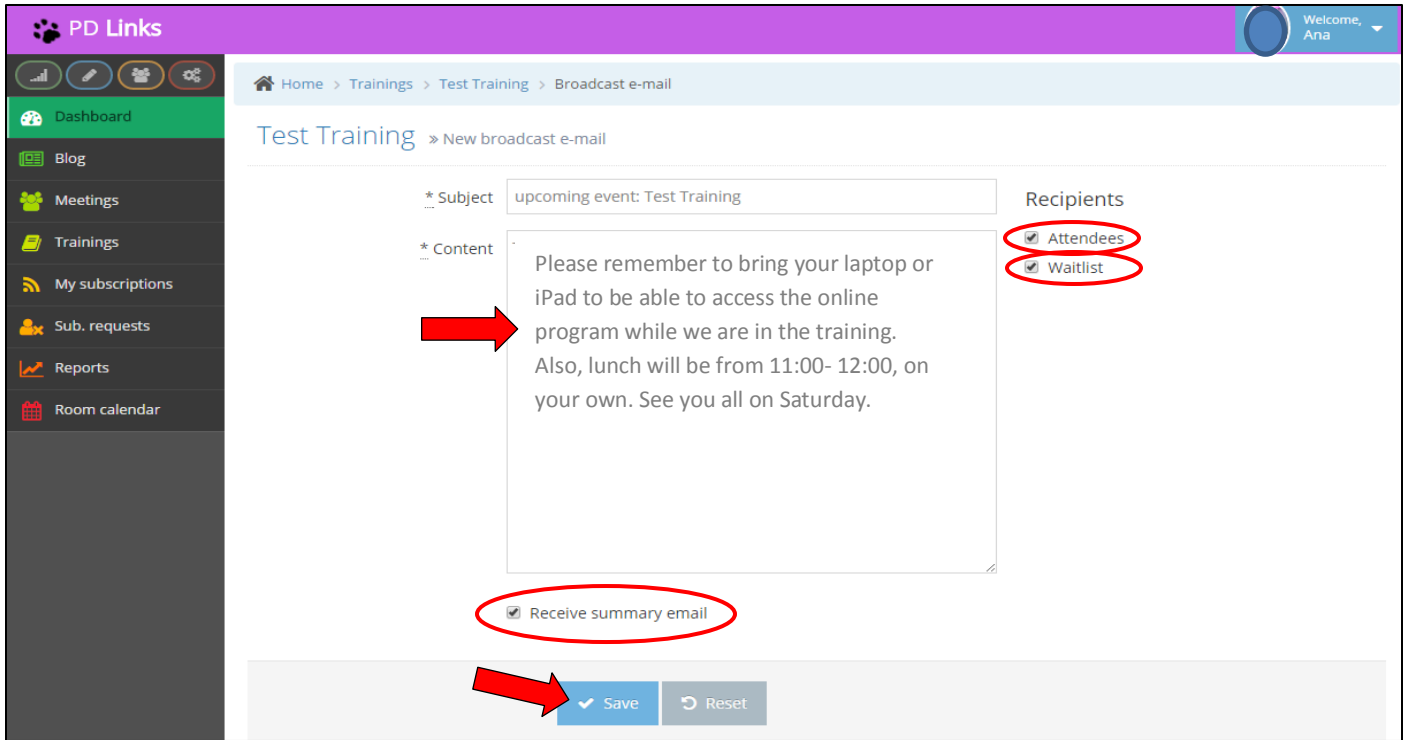 PD Links
Welcome,
Ana
Home > Trainings > Test Training > Broadcast e-mail
Dashboard
Blog
Meetings
Trainings
My subscriptions
Sub. requests
Reports
Room calendar
Test Training » New broadcast e-mail
* Subject
upcoming event: Test Training
* Content
Please remember to bring your laptop or
iPad to be able to access the online
program while we are in the training.
Also, lunch will be from 11:00- 12:00, on
your own. See you all on Saturday.
Recipients
Attendees
Waitlist
Receive summary email
Save
Reset